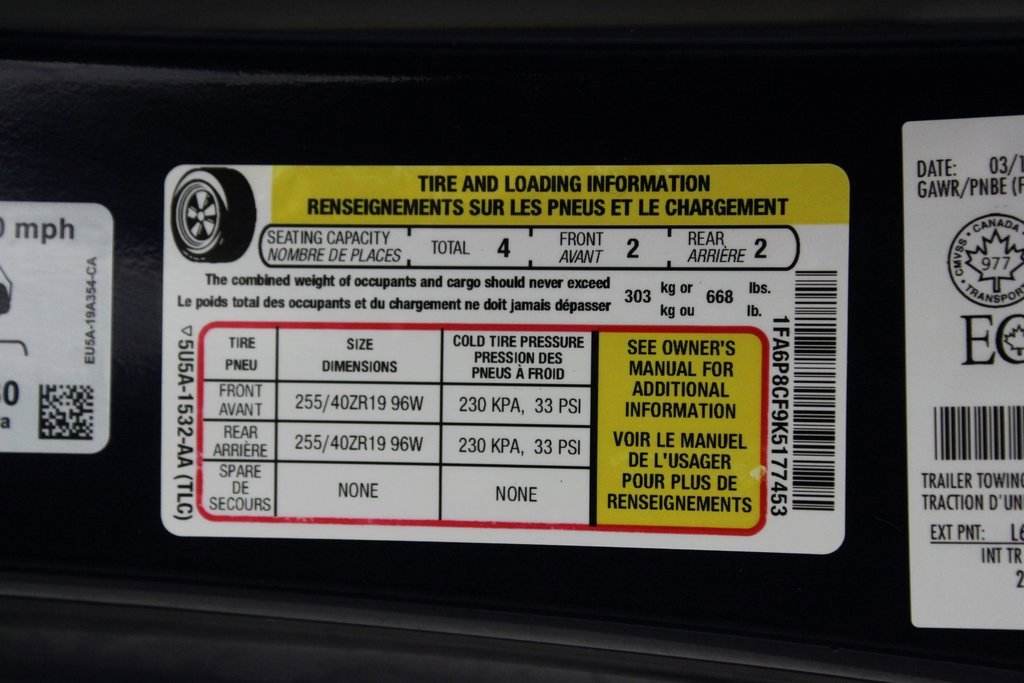 0 mph
EU5A-19A354-CA
TIRE AND LOADING INFORMATION
RENSEIGNEMENTS SUR LES PNEUS ET LE CHARGEMENT
SEATING CAPACITY
NOMBRE DE PLACES
TOTAL 4
FRONT
AVANT 2
REAR
ARRIÈRE 2
The combined weight of occupants and cargo should never exceed
Le poids total des occupants et du chargement ne doit jamais dépasser
303 kg or 668 lbs.
kg ou lb.
5U5A-1532-AA (TLC)
TIRE
PNEU
SIZE
DIMENSIONS
COLD TIRE PRESSURE
PRESSION DES
PNEUS À FROID
FRONT
AVANT
255/40ZR19 96W
230 KPA, 33 PSI
REAR
ARRIÈRE
255/40ZR19 96W
230 KPA, 33 PSI
SPARE
DE
SECOURS
NONE
NONE
SEE OWNER'S
MANUAL FOR
ADDITIONAL
INFORMATION
VOIR LE MANUEL
DE L'USAGER
POUR PLUS DE
RENSEIGNEMENTS
1FA6P8CF9K5177453
DATE: 03/1
GAWR/PNBE (F
CANADA
CMVSS
977
TRANSPORT
EC
TRAILER TOWING
TRACTION D'UN
EXT PNT: L6
INT TR
2